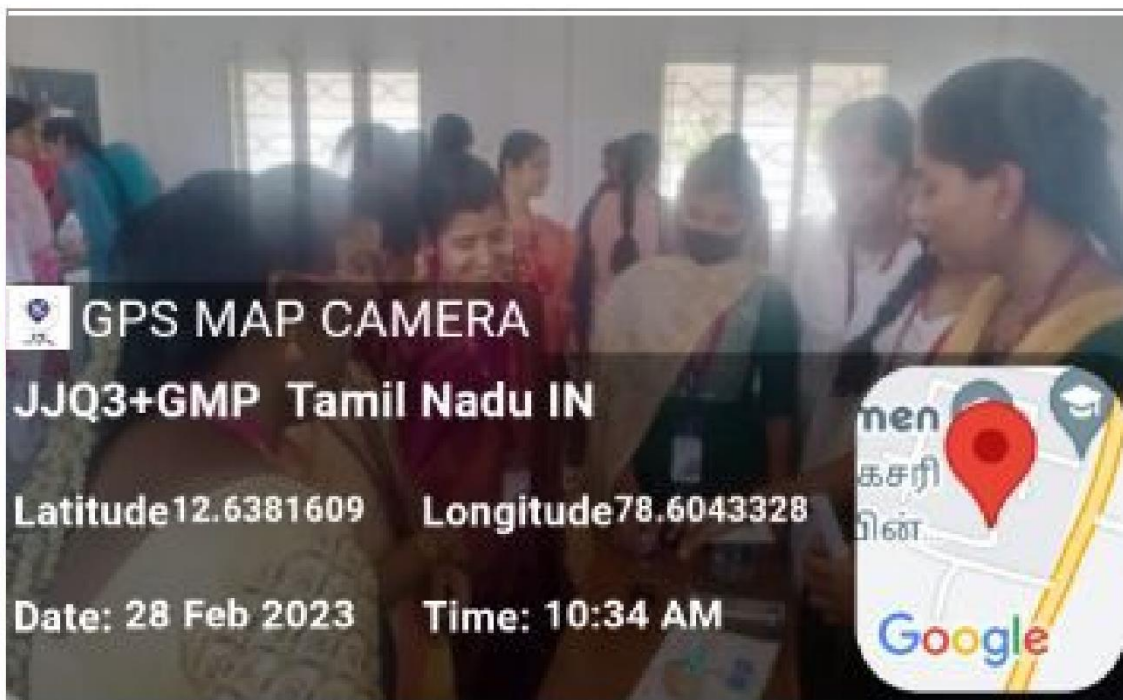 GPS MAP CAMERA
JJQ3+GMP Tamil Nadu IN
Latitude12.6381609 Longitude78.6043328
Date: 28 Feb 2023 Time: 10:34 AM
men
கசரி
பின்...
Google